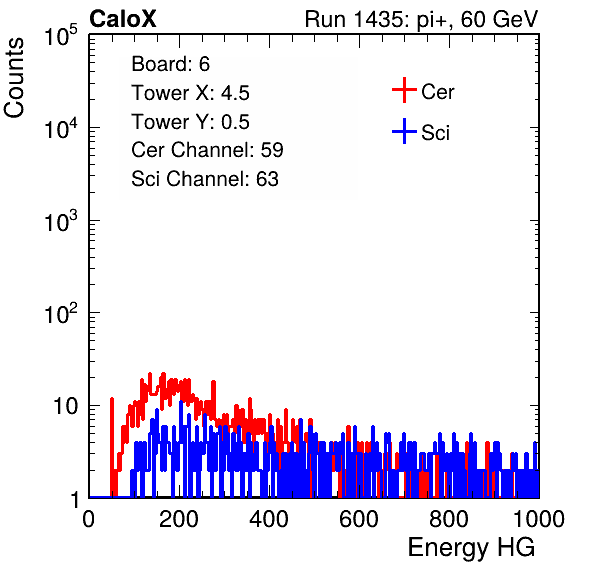 CaloX Run 1435: pi+, 60 GeV
Board: 6
Tower X: 4.5
Tower Y: 0.5
Cer Channel: 59
Sci Channel: 63
Cer
Sci
Counts
10^5
10^4
10^3
10^2
10
1
0 200 400 600 800 1000
Energy HG